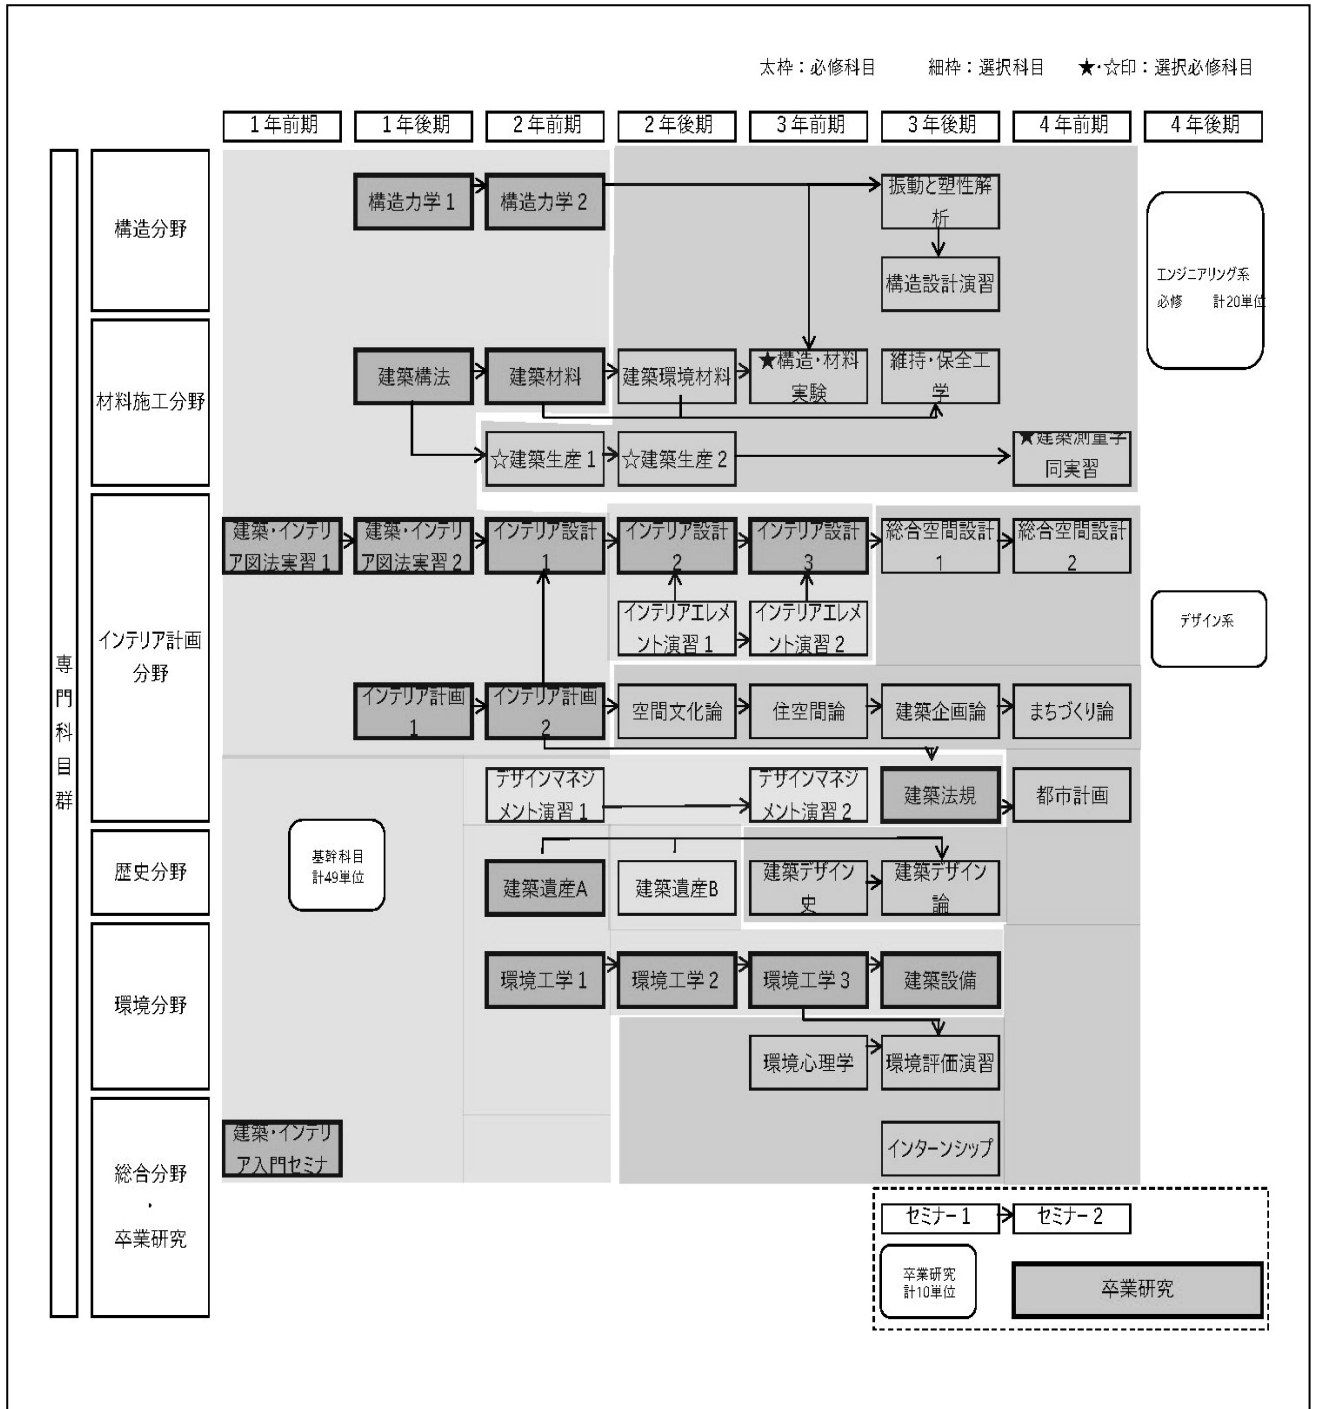 太枠：必修科目　細枠：選択科目　★・☆印：選択必修科目
1年前期
1年後期
2年前期
2年後期
3年前期
3年後期
4年前期
4年後期
専門科目群
構造分野
構造力学1
構造力学2
振動と塑性解
析
構造設計演習
エンジニアリング系
必修　計20単位
材料施工分野
建築構法
建築材料
建築環境材料
★構造・材料
実験
維持・保全工
学
☆建築生産1
☆建築生産2
★建築測量学
同実習
インテリア計画
分野
建築・インテリ
ア図法実習1
建築・インテリ
ア図法実習2
インテリア設計
1
インテリア設計
2
インテリア設計
3
総合空間設計
1
総合空間設計
2
インテリアエレメ
ント演習1
インテリアエレメ
ント演習2
デザイン系
インテリア計画
1
インテリア計画
2
空間文化論
住空間論
建築企画論
まちづくり論
デザインマネジ
メント演習1
デザインマネジ
メント演習2
建築法規
都市計画
基幹科目
計49単位
歴史分野
建築遺産A
建築遺産B
建築デザイン
史
建築デザイン
論
環境分野
環境工学1
環境工学2
環境工学3
建築設備
環境心理学
環境評価演習
総合分野
・
卒業研究
建築・インテリ
ア入門セミナ
インターンシップ
セミナー1
セミナー2
卒業研究
計10単位
卒業研究